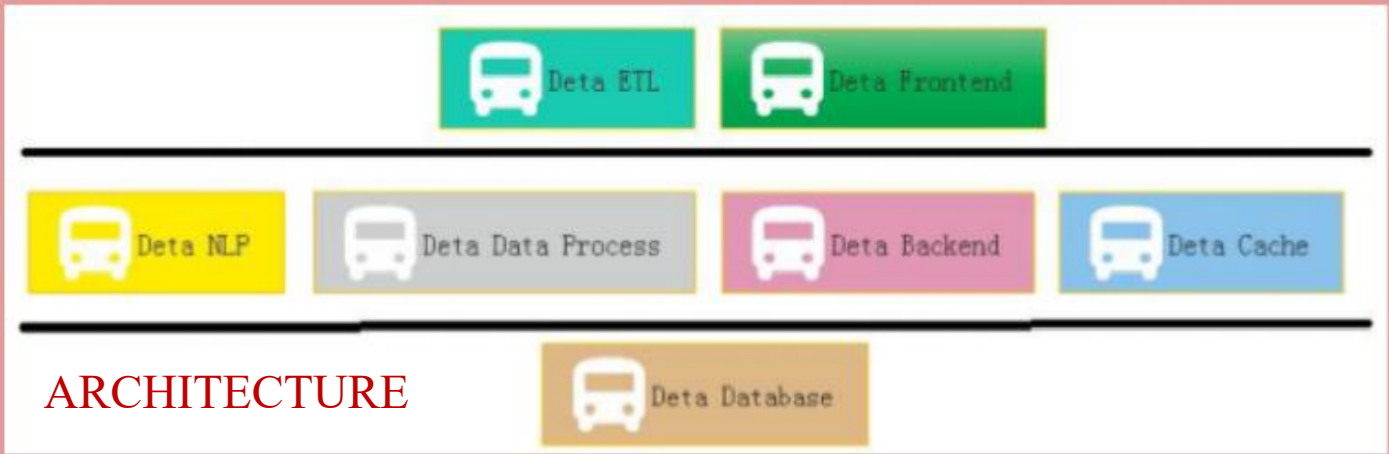 Deta ETL
Deta Frontend
Deta NLP
Deta Data Process
Deta Backend
Deta Cache
ARCHITECTURE
Deta Database